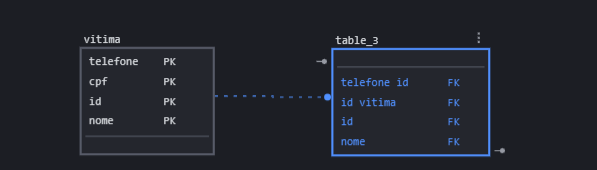 vitima
telefone PK
cpf PK
id PK
nome PK
table_3
telefone id FK
id vitima FK
id FK
nome FK